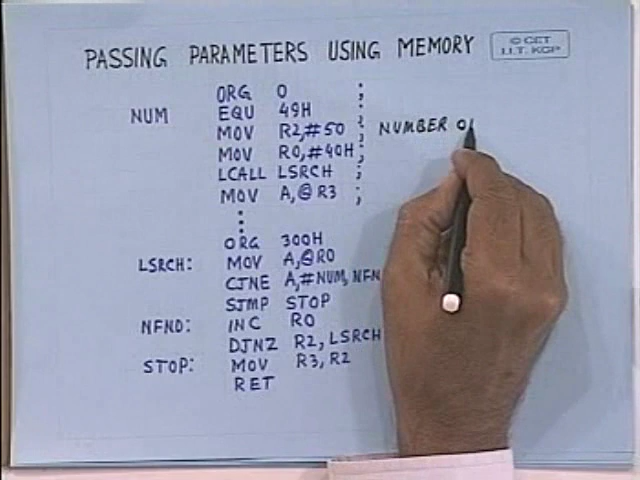 PASSING PARAMETERS USING MEMORY
© CET
I.I.T. KGP
ORG 0 ;
NUM EQU 49H ;
MOV R2,#50 ; NUMBER
MOV R0,#40H ;
LCALL LSRCH ;
MOV A,@R3 ;
:
ORG 300H
LSRCH: MOV A,@R0
CJNE A,#NUM, NFN
SJMP STOP
NFND: INC R0
DJNZ R2, LSRCH
STOP: MOV R3, R2
RET